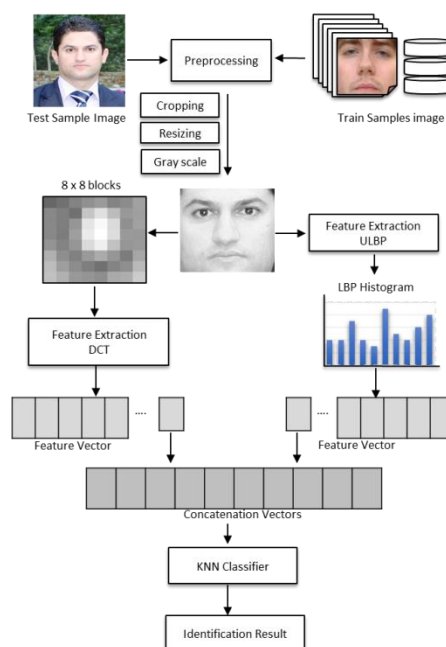 Preprocessing
Test Sample Image
Train Samples image
Cropping
Resizing
Gray scale
8 x 8 blocks
Feature Extraction
ULBP
LBP Histogram
Feature Extraction
DCT
....
....
Feature Vector
Feature Vector
Concatenation Vectors
KNN Classifier
Identification Result